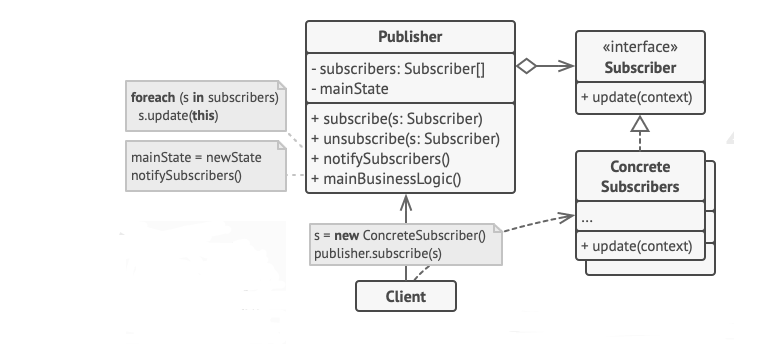 Publisher
- subscribers: Subscriber[]
- mainState
+ subscribe(s: Subscriber)
+ unsubscribe(s: Subscriber)
+ notifySubscribers()
+ mainBusinessLogic()
foreach (s in subscribers)
s.update(this)
mainState = newState
notifySubscribers()
«interface»
Subscriber
+ update(context)
Concrete
Subscribers
...
+ update(context)
s = new ConcreteSubscriber()
publisher.subscribe(s)
Client